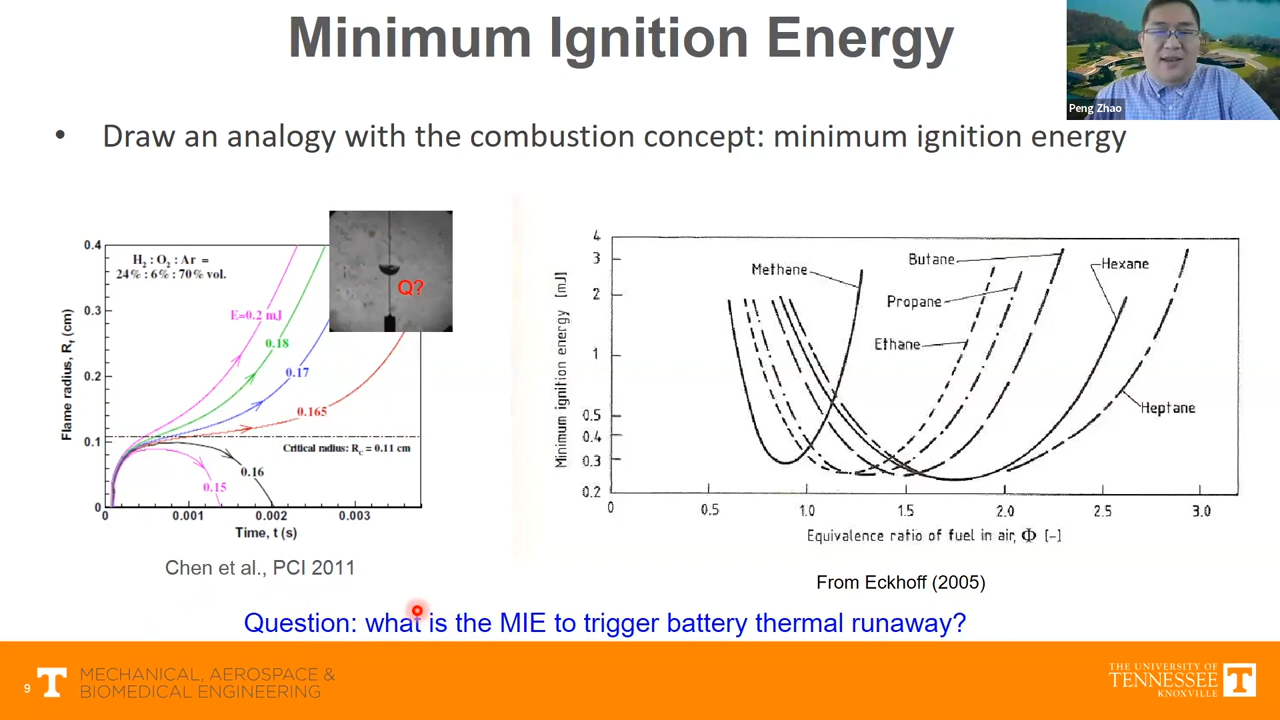 Minimum Ignition Energy
Peng Zhao
• Draw an analogy with the combustion concept: minimum ignition energy
0.4
0.3
0.2
0.1
0
Flame radius, Rf (cm)
H2 : O2 : Ar =
24% : 6% : 70% vol.
E=0.2 mJ
0.18
0.17
0.165
Critical radius: RC = 0.11 cm
0.16
0.15
Q?
0 0.001 0.002 0.003
Time, t (s)
Chen et al., PCI 2011
Minimum ignition energy [mJ]
4
3
2
1
0.5
0.4
0.3
0.2
Methane
Butane
Propane
Ethane
Hexane
Heptane
0 0.5 1.0 1.5 2.0 2.5 3.0
Equivalence ratio of fuel in air, Φ [-]
From Eckhoff (2005)
Question: what is the MIE to trigger battery thermal runaway?
9
T
MECHANICAL, AEROSPACE &
BIOMEDICAL ENGINEERING
THE UNIVERSITY OF
TENNESSEE
KNOXVILLE
T